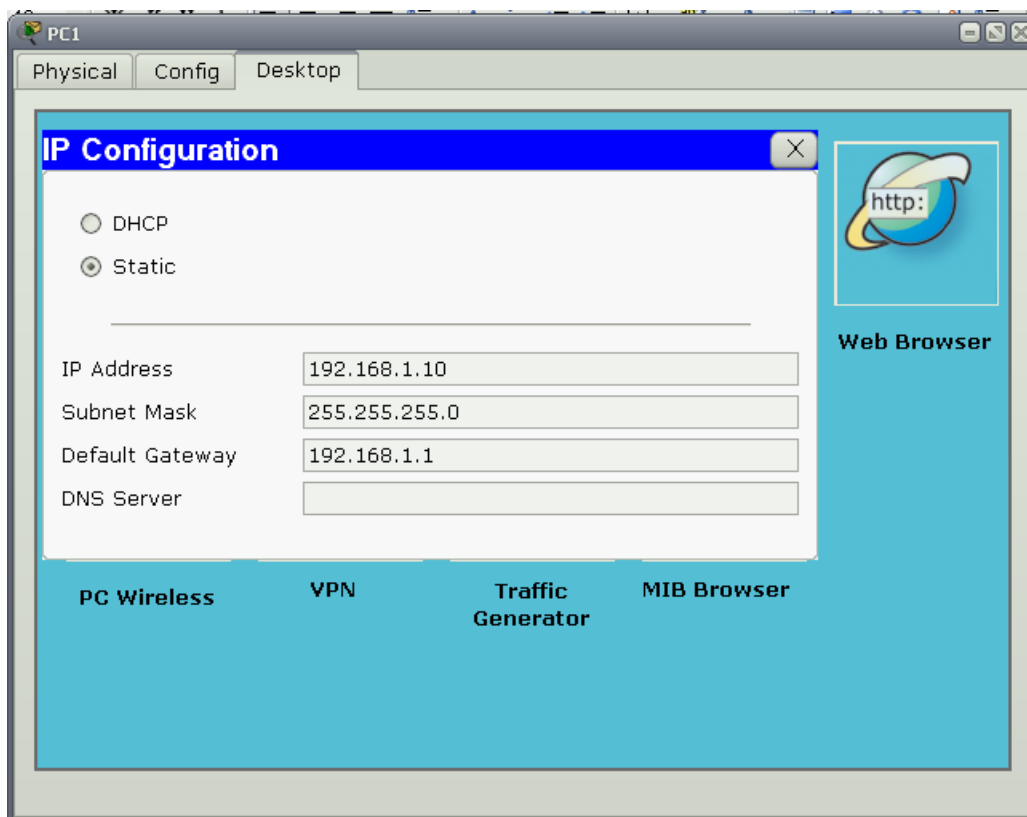 PC1
Physical Config Desktop
IP Configuration X
http:
DHCP
Static
Web Browser
IP Address 192.168.1.10
Subnet Mask 255.255.255.0
Default Gateway 192.168.1.1
DNS Server
PC Wireless VPN Traffic Generator MIB Browser